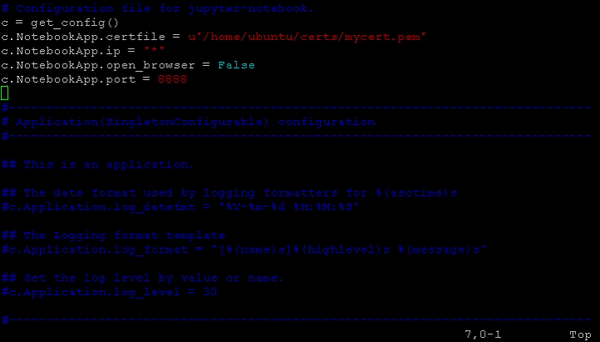 # Configuration file for jupyter-notebook.
c = get_config()
c.NotebookApp.certfile = u"/home/ubuntu/certs/mycert.pem"
c.NotebookApp.ip = "*"
c.NotebookApp.open_browser = False
c.NotebookApp.port = 8888
#------------------------------------------------------------------------------
# Application(SingletonConfigurable) configuration
#------------------------------------------------------------------------------
## This is an application.
## The date format used by logging formatters for %(asctime)s
#c.Application.log_datefmt = "%Y-%m-%d %H:%M:%S"
## The Logging format template
#c.Application.log_format = "[%(name)s]%(highlevel)s %(message)s"
## Set the log level by value or name.
#c.Application.log_level = 30
#------------------------------------------------------------------------------
7,0-1 Top